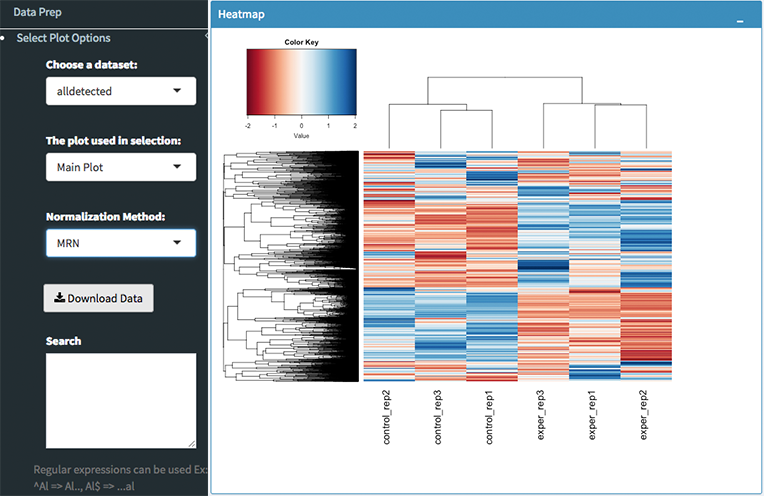 Data Prep
Select Plot Options
Choose a dataset:
alldetected
The plot used in selection:
Main Plot
Normalization Method:
MRN
Download Data
Search
Regular expressions can be used Ex:
^Al => Al.., Al$ => ...al
Heatmap
Color Key
-2 -1 0 1 2
Value
control_rep2
control_rep3
control_rep1
exper_rep3
exper_rep1
exper_rep2